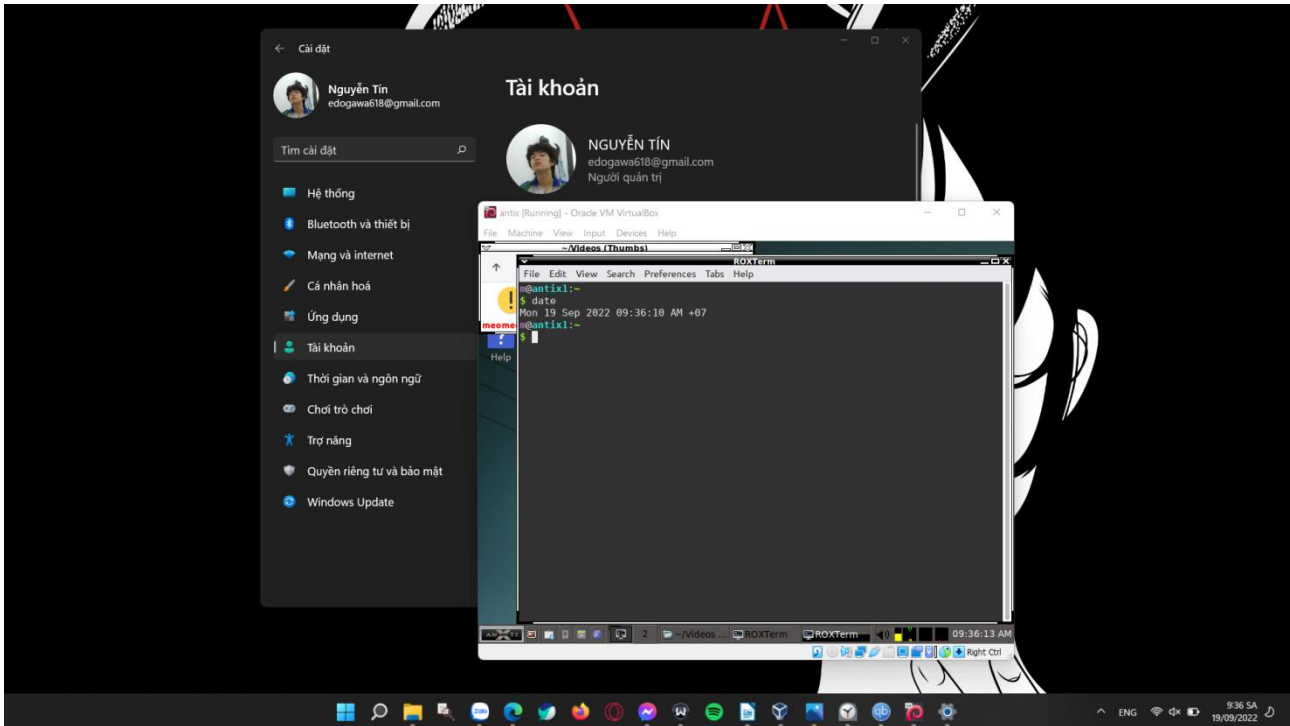 Cài đặt
Nguyễn Tín
edogawa618@gmail.com
Tìm cài đặt
Hệ thống
Bluetooth và thiết bị
Mạng và internet
Cá nhân hoá
Ứng dụng
Tài khoản
Thời gian và ngôn ngữ
Chơi trò chơi
Trợ năng
Quyền riêng tư và bảo mật
Windows Update
Tài khoản
NGUYỄN TÍN
edogawa618@gmail.com
Người quản trị
antix [Running] - Oracle VM VirtualBox
File Machine View Input Devices Help
~/Videos (Thumbs)
Help
ROXTerm
File Edit View Search Preferences Tabs Help
m@antix1:~
$ date
Mon 19 Sep 2022 09:36:10 AM +07
m@antix1:~
$
2 ~/Videos ... ROXTerm ROXTerm 09:36:13 AM
Right Ctrl
Zalo qb ENG 9:36 SA
19/09/2022